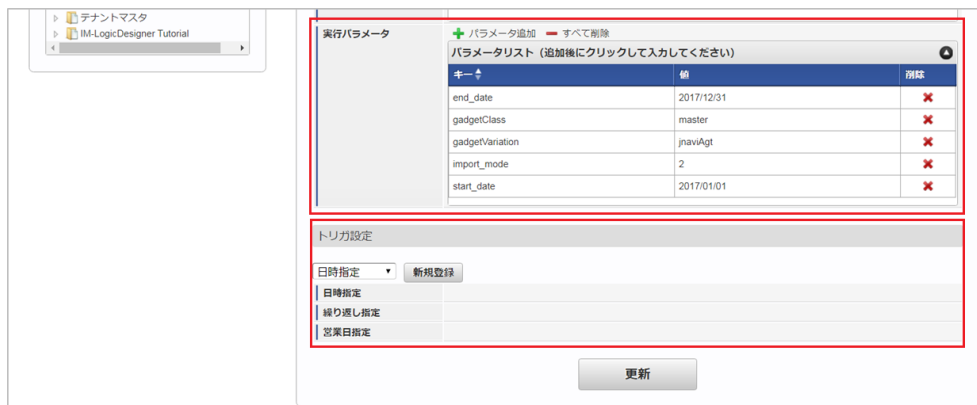 テナントマスタ
IM-LogicDesigner Tutorial
実行パラメータ
パラメータ追加 すべて削除
パラメータリスト（追加後にクリックして入力してください）
キー 値 削除
end_date 2017/12/31
gadgetClass master
gadgetVariation jnaviAgt
import_mode 2
start_date 2017/01/01
トリガ設定
日時指定 新規登録
日時指定
繰り返し指定
営業日指定
更新